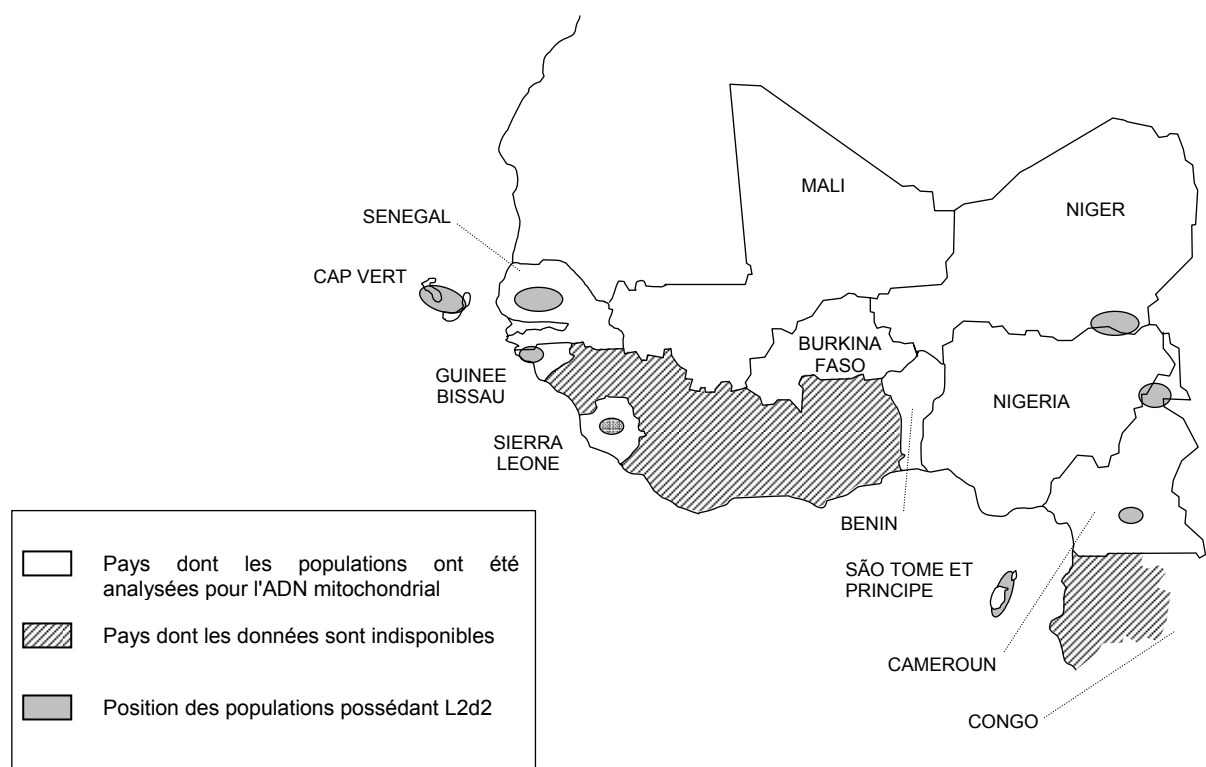 MALI
NIGER
SENEGAL
CAP VERT
BURKINA
FASO
GUINEE
BISSAU
NIGERIA
SIERRA
LEONE
BENIN
SÃO TOME ET
PRINCIPE
CAMEROUN
CONGO
Pays dont les populations ont été
analysées pour l'ADN mitochondrial
Pays dont les données sont indisponibles
Position des populations possédant L2d2